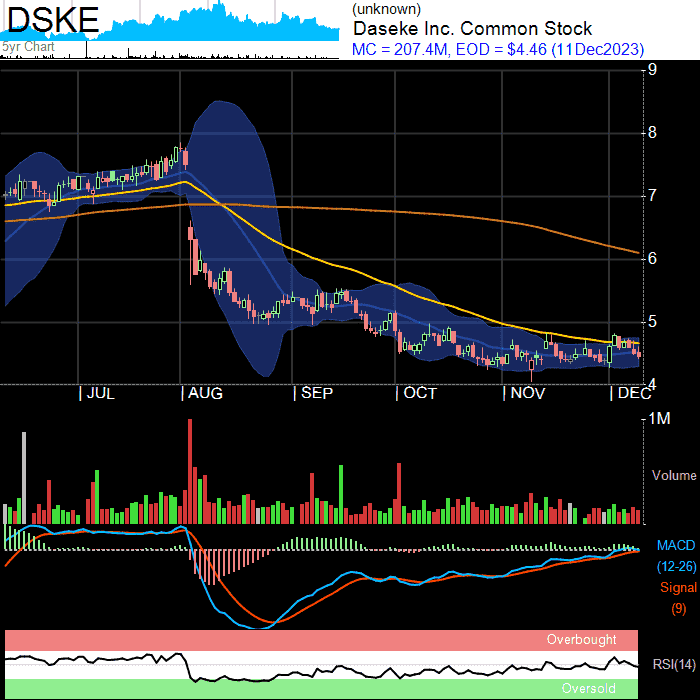 DSKE
5yr Chart
(unknown)
Daseke Inc. Common Stock
MC = 207.4M, EOD = $4.46 (11Dec2023)
9
8
7
6
5
4
JUL
AUG
SEP
OCT
NOV
DEC
1M
Volume
MACD
(12-26)
Signal
(9)
Overbought
RSI(14)
Oversold